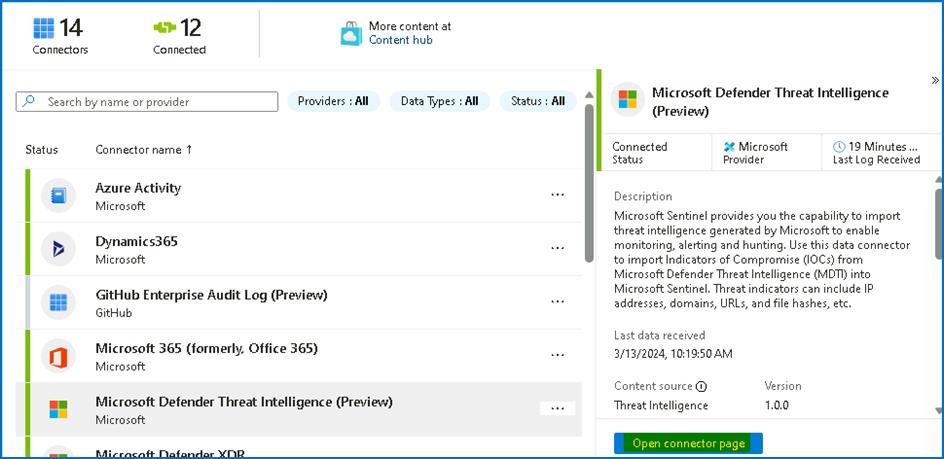 14
Connectors
12
Connected
More content at
Content hub
Search by name or provider
Providers : All
Data Types : All
Status : All
Status
Connector name ↑
Azure Activity
Microsoft
...
Dynamics365
Microsoft
...
GitHub Enterprise Audit Log (Preview)
GitHub
...
Microsoft 365 (formerly, Office 365)
Microsoft
...
Microsoft Defender Threat Intelligence (Preview)
Microsoft
...
Microsoft Defender XDR
»
Microsoft Defender Threat Intelligence
(Preview)
Connected
Status
Microsoft
Provider
19 Minutes ...
Last Log Received
Description
Microsoft Sentinel provides you the capability to import
threat intelligence generated by Microsoft to enable
monitoring, alerting and hunting. Use this data connector
to import Indicators of Compromise (IOCs) from
Microsoft Defender Threat Intelligence (MDTI) into
Microsoft Sentinel. Threat indicators can include IP
addresses, domains, URLs, and file hashes, etc.
Last data received
3/13/2024, 10:19:50 AM
Content source
Version
Threat Intelligence
1.0.0
Open connector page